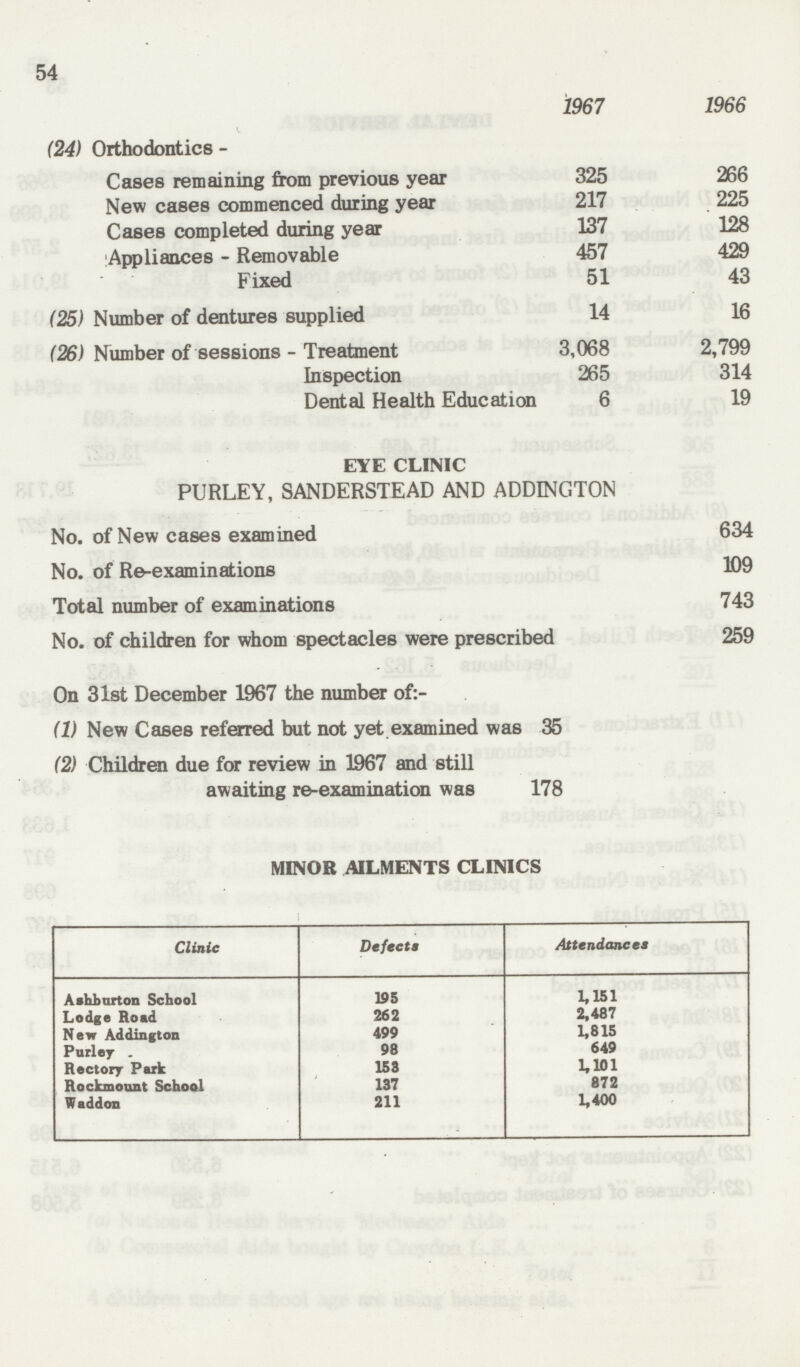 54
1967 1966
(24) Orthodontics -
Cases remaining from previous year 325 266
New cases commenced during year 217 225
Cases completed during year 137 128
Appliances - Removable 457 429
Fixed 51 43
(25) Number of dentures supplied 14 16
(26) Number of sessions - Treatment 3,068 2,799
Inspection 265 314
Dental Health Education 6 19
EYE CLINIC
PURLEY, SANDERSTEAD AND ADDINGTON
No. of New cases examined 634
No. of Re-examinations 109
Total number of examinations 743
No. of children for whom spectacles were prescribed 259
On 31st December 1967 the number of:-
(1) New Cases referred but not yet examined was 35
(2) Children due for review in 1967 and still
awaiting re-examination was 178
MINOR AILMENTS CLINICS
Clinic Defects Attendances
Ashburton School 195 1,151
Lodge Road 262 2,487
New Addington 499 1,815
Purley 98 649
Rectory Park 153 1,101
Rockmount School 137 872
Waddon 211 1,400